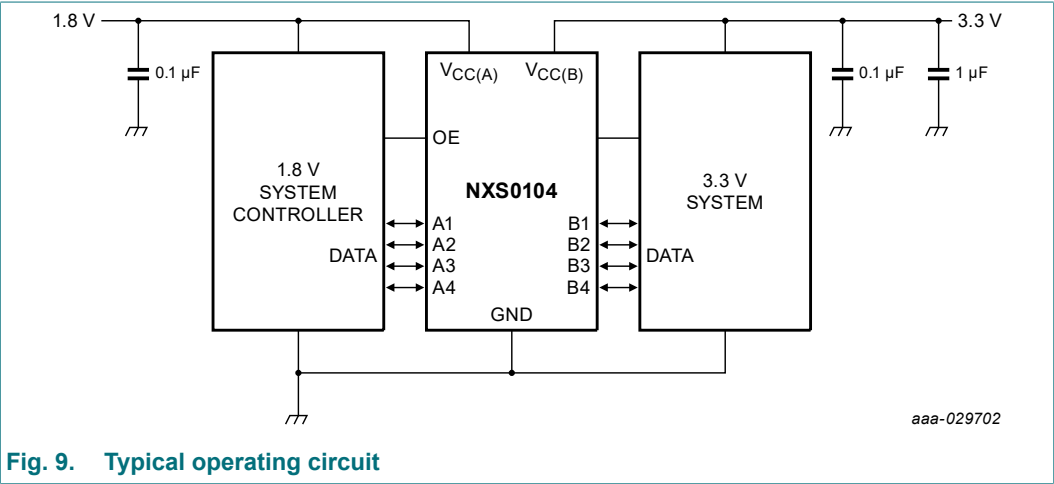 1.8 V
3.3 V
0.1 µF
VCC(A)
VCC(B)
0.1 µF
1 µF
OE
1.8 V
SYSTEM
CONTROLLER
NXS0104
3.3 V
SYSTEM
DATA
A1
A2
A3
A4
B1
B2
B3
B4
DATA
GND
aaa-029702
Fig. 9. Typical operating circuit